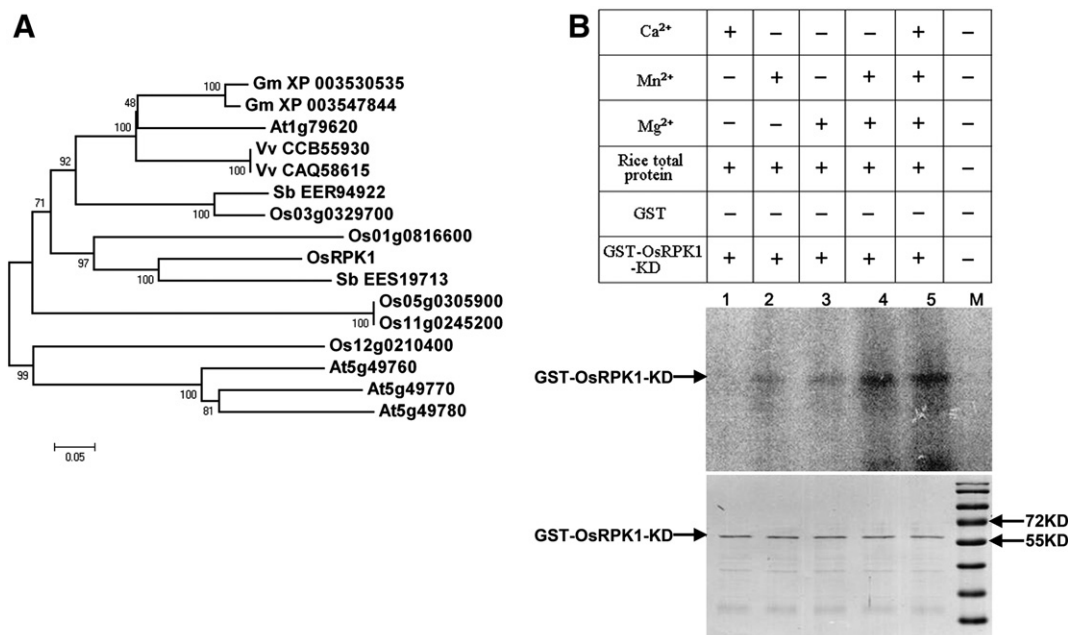 A
Gm XP 003530535
100
Gm XP 003547844
48
At1g79620
100
Vv CCB55930
Vv CAQ58615
100
92
Sb EER94922
Os03g0329700
100
71
Os01g0816600
97
OsRPK1
Sb EES19713
100
Os05g0305900
Os11g0245200
100
Os12g0210400
99
At5g49760
100
At5g49770
81
At5g49780
0.05
B
Ca²⁺ + – – – + –
Mn²⁺ – + – + + –
Mg²⁺ – – + + + –
Rice total
protein + + + + + –
GST – – – – – –
GST-OsRPK1
-KD + + + + + –
1 2 3 4 5 M
GST-OsRPK1-KD
GST-OsRPK1-KD
72KD
55KD